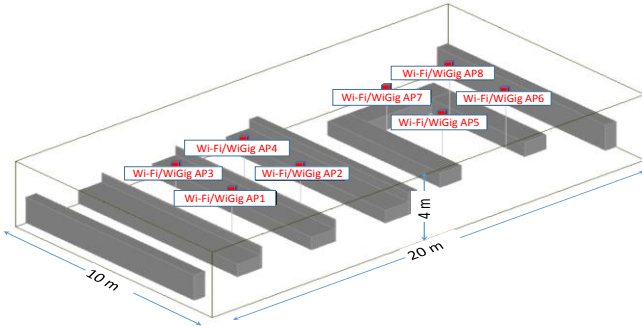 Wi-Fi/WiGig AP8
Wi-Fi/WiGig AP7
Wi-Fi/WiGig AP6
Wi-Fi/WiGig AP5
Wi-Fi/WiGig AP4
Wi-Fi/WiGig AP3
Wi-Fi/WiGig AP2
Wi-Fi/WiGig AP1
4 m
20 m
10 m